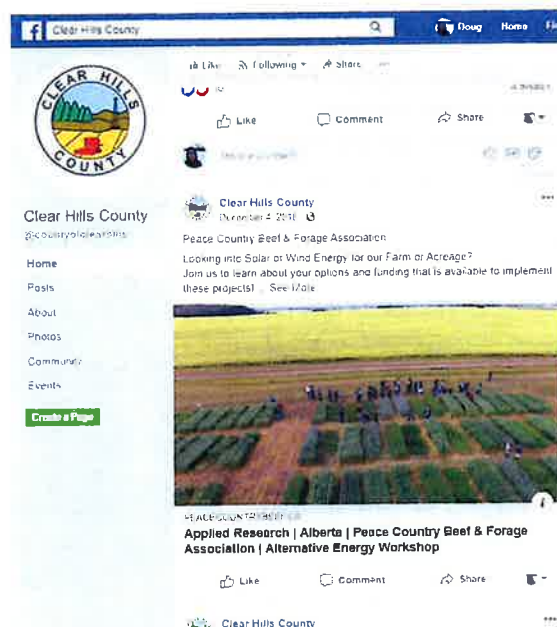 f Clear Hills County
Doug Home
Like Following Share
CLEAR HILLS COUNTY
Like Comment Share
Clear Hills County
Clear Hills County
December 4, 2018
@countyofclearhills
Peace Country Beef & Forage Association
Looking into Solar or Wind Energy for our Farm or Acreage?
Join us to learn about your options and funding that is available to implement
these projects! ... See More
Home
Posts
About
Photos
Community
Events
Create a Page
Applied Research | Alberta | Peace Country Beef & Forage
Association | Alternative Energy Workshop
Like Comment Share
Clear Hills County